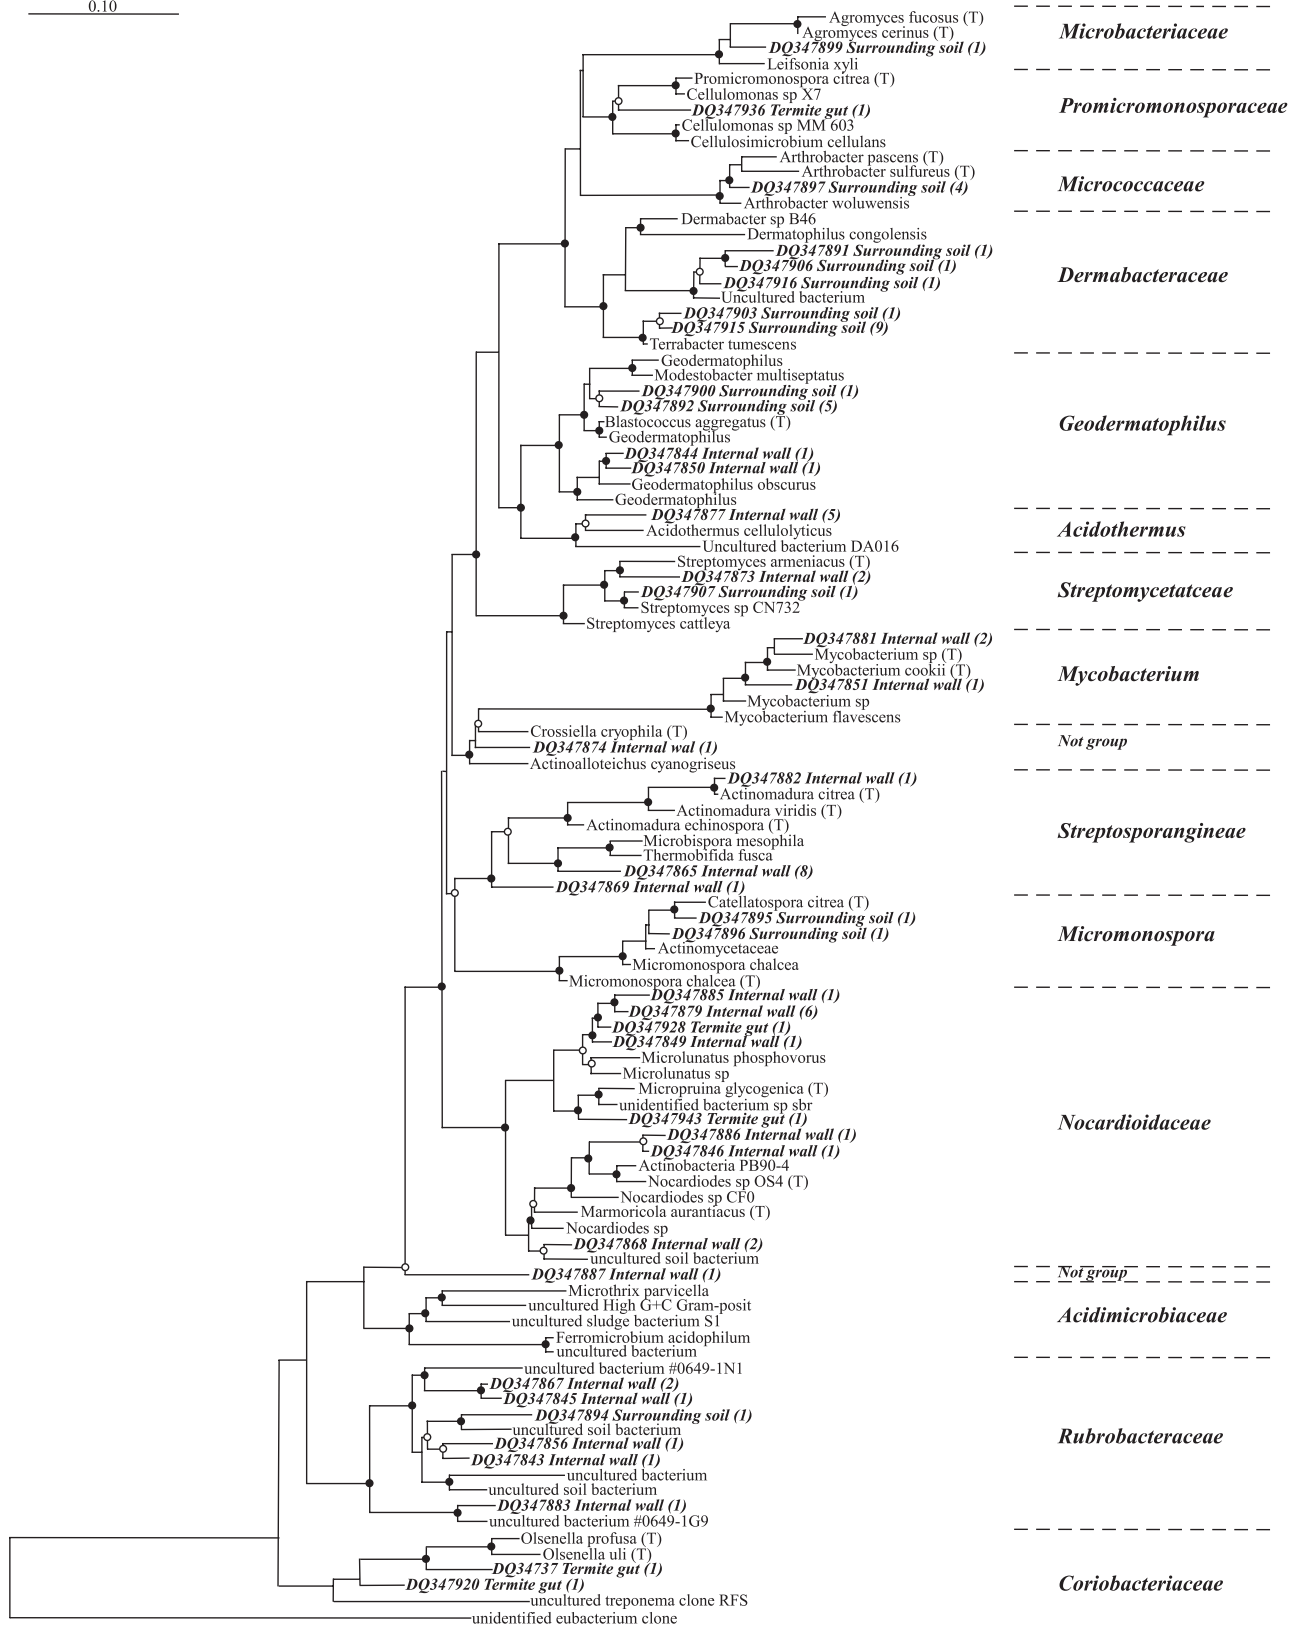 0.10
Agromyces fucosus (T)
Agromyces cerinus (T)
DQ347899 Surrounding soil (1)
Leifsonia xyli
Microbacteriaceae
Promicromonospora citrea (T)
Cellulomonas sp X7
DQ347936 Termite gut (1)
Cellulomonas sp MM 603
Cellulosimicrobium cellulans
Promicromonosporaceae
Arthrobacter pascens (T)
Arthrobacter sulfureus (T)
DQ347897 Surrounding soil (4)
Arthrobacter woluwensis
Micrococcaceae
Dermabacter sp B46
Dermatophilus congolensis
DQ347891 Surrounding soil (1)
DQ347906 Surrounding soil (1)
DQ347916 Surrounding soil (1)
Uncultured bacterium
DQ347903 Surrounding soil (1)
DQ347915 Surrounding soil (9)
Terrabacter tumescens
Dermabacteraceae
Geodermatophilus
Modestobacter multiseptatus
DQ347900 Surrounding soil (1)
DQ347892 Surrounding soil (5)
Blastococcus aggregatus (T)
Geodermatophilus
DQ347844 Internal wall (1)
DQ347850 Internal wall (1)
Geodermatophilus obscurus
Geodermatophilus
Geodermatophilus
DQ347877 Internal wall (5)
Acidothermus cellulolyticus
Uncultured bacterium DA016
Acidothermus
Streptomyces armeniacus (T)
DQ347873 Internal wall (2)
DQ347907 Surrounding soil (1)
Streptomyces sp CN732
Streptomyces cattleya
Streptomycetatceae
DQ347881 Internal wall (2)
Mycobacterium sp (T)
Mycobacterium cookii (T)
DQ347851 Internal wall (1)
Mycobacterium sp
Mycobacterium flavescens
Mycobacterium
Crossiella cryophila (T)
DQ347874 Internal wal (1)
Actinoalloteichus cyanogriseus
Not group
DQ347882 Internal wall (1)
Actinomadura citrea (T)
Actinomadura viridis (T)
Actinomadura echinospora (T)
Microbispora mesophila
Thermobifida fusca
DQ347865 Internal wall (8)
DQ347869 Internal wall (1)
Streptosporangineae
Catellatospora citrea (T)
DQ347895 Surrounding soil (1)
DQ347896 Surrounding soil (1)
Actinomycetaceae
Micromonospora chalcea
Micromonospora chalcea (T)
Micromonospora
DQ347885 Internal wall (1)
DQ347879 Internal wall (6)
DQ347928 Termite gut (1)
DQ347849 Internal wall (1)
Microlunatus phosphovorus
Microlunatus sp
Micropruina glycogenica (T)
unidentified bacterium sp sbr
DQ347943 Termite gut (1)
DQ347886 Internal wall (1)
DQ347846 Internal wall (1)
Actinobacteria PB90-4
Nocardiodes sp OS4 (T)
Nocardiodes sp CF0
Marmoricola aurantiacus (T)
Nocardiodes sp
DQ347868 Internal wall (2)
uncultured soil bacterium
Nocardioidaceae
DQ347887 Internal wall (1)
Not group
Microthrix parvicella
uncultured High G+C Gram-posit
uncultured sludge bacterium S1
Ferromicrobium acidophilum
uncultured bacterium
Acidimicrobiaceae
uncultured bacterium #0649-1N1
DQ347867 Internal wall (2)
DQ347845 Internal wall (1)
DQ347894 Surrounding soil (1)
uncultured soil bacterium
DQ347856 Internal wall (1)
DQ347843 Internal wall (1)
uncultured bacterium
uncultured soil bacterium
DQ347883 Internal wall (1)
uncultured bacterium #0649-1G9
Rubrobacteraceae
Olsenella profusa (T)
Olsenella uli (T)
DQ34737 Termite gut (1)
DQ347920 Termite gut (1)
uncultured treponema clone RFS
Coriobacteriaceae
unidentified eubacterium clone